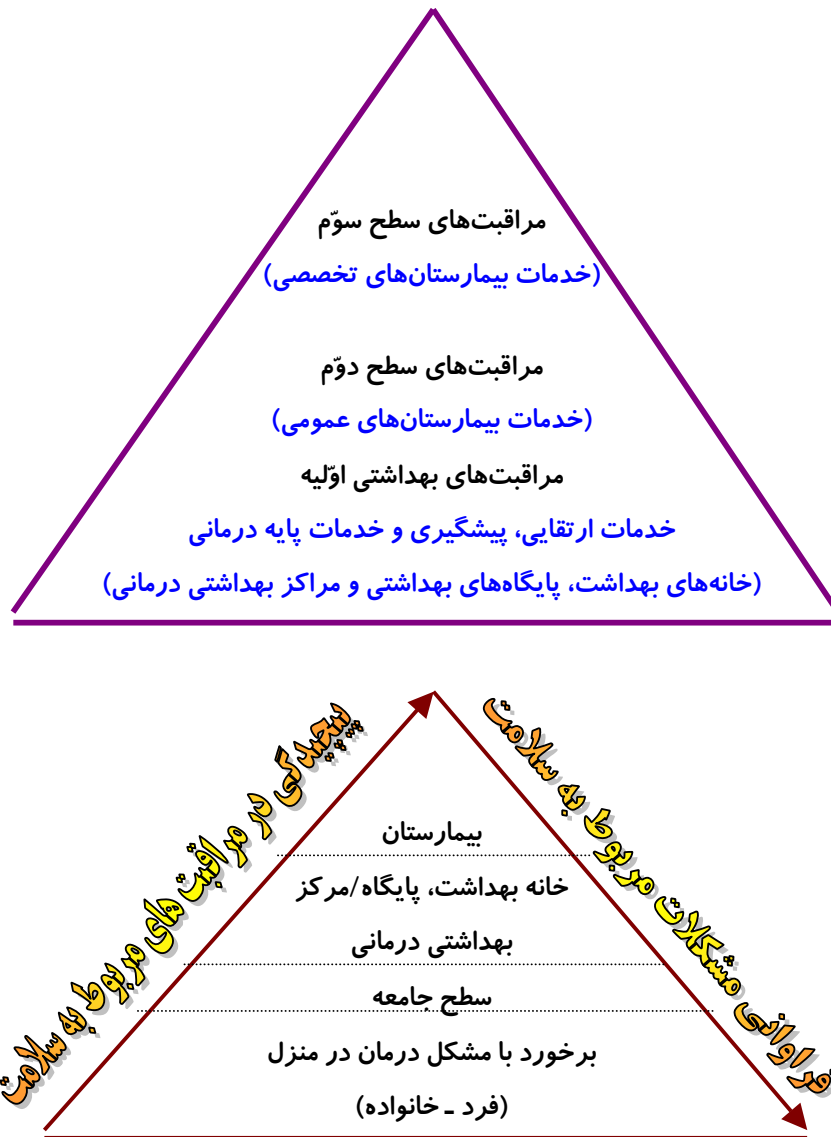 مراقبت‌های سطح سوّم
(خدمات بیمارستان‌های تخصصی)
مراقبت‌های سطح دوّم
(خدمات بیمارستان‌های عمومی)
مراقبت‌های بهداشتی اوّلیه
خدمات ارتقایی، پیشگیری و خدمات پایه درمانی
(خانه‌های بهداشت، پایگاه‌های بهداشتی و مراکز بهداشتی درمانی)
فراوانی مشکلات مربوط به سلامت
پیچیدگی در مراقبت های مربوط به سلامت
بیمارستان
خانه بهداشت، پایگاه/مرکز
بهداشتی درمانی
سطح جامعه
برخورد با مشکل درمان در منزل
(فرد ـ خانواده)